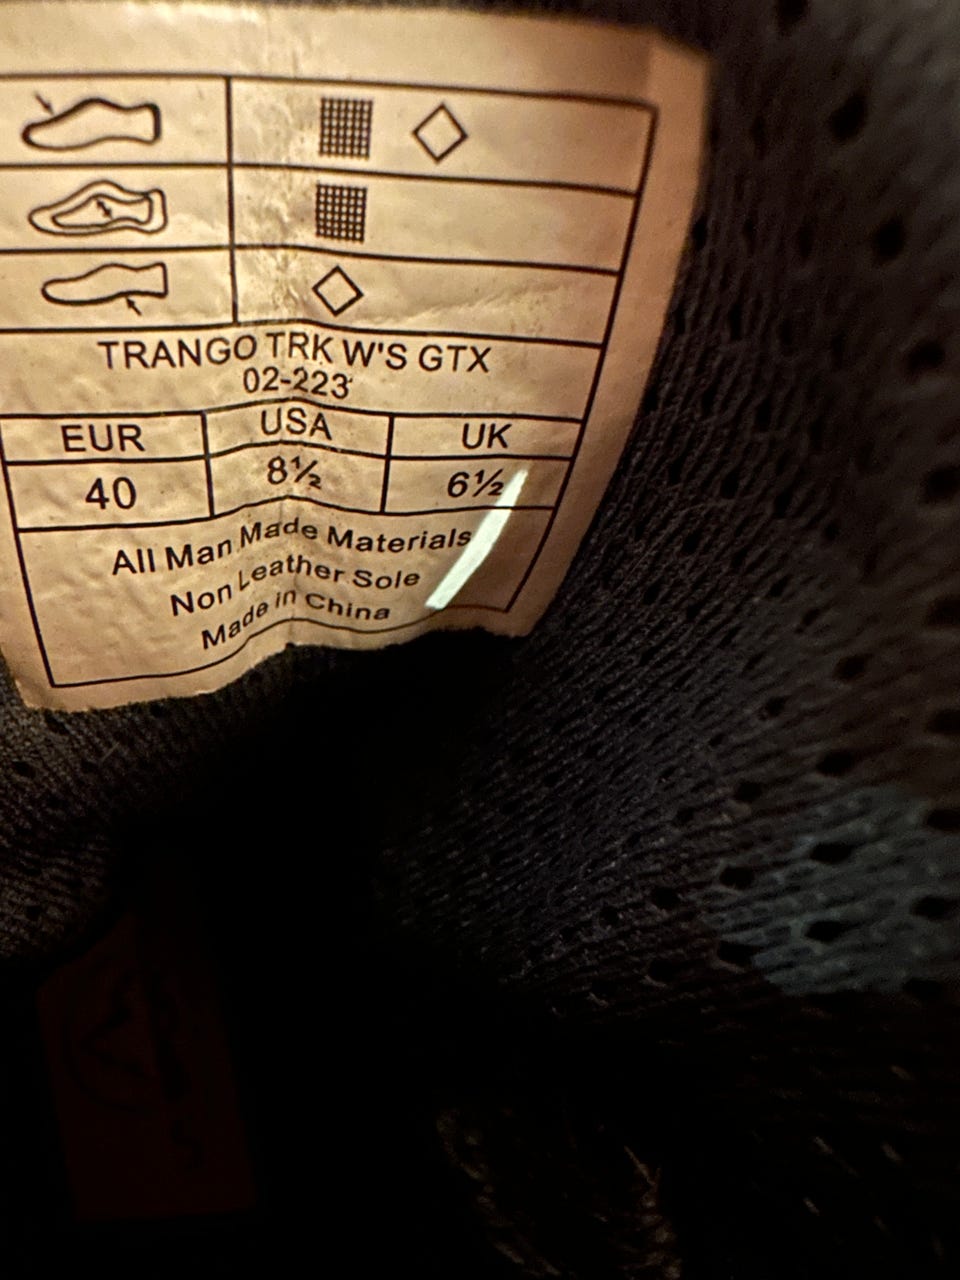 TRANGO TRK W'S GTX
02-223
EUR USA UK
40 8½ 6½
All Man Made Materials
Non Leather Sole
Made in China